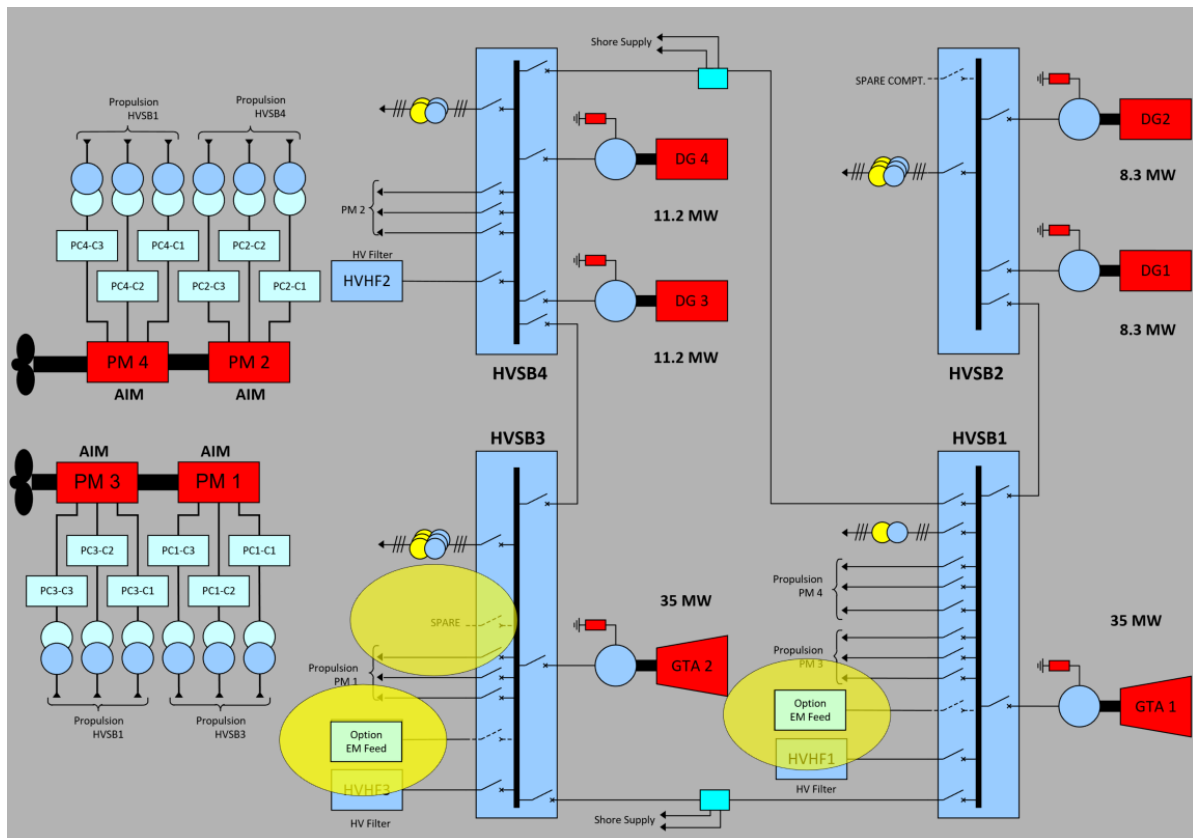 Shore Supply
SPARE COMPT.
DG2
8.3 MW
DG1
8.3 MW
HVSB2
DG 4
11.2 MW
PM 2
HV Filter
HVHF2
DG 3
11.2 MW
HVSB4
Propulsion
HVSB1
Propulsion
HVSB4
PC4-C3
PC4-C1
PC2-C2
PC4-C2
PC2-C3
PC2-C1
PM 4
PM 2
AIM
AIM
AIM
AIM
PM 3
PM 1
PC3-C2
PC1-C3
PC1-C1
PC3-C3
PC3-C1
PC1-C2
Propulsion
HVSB1
Propulsion
HVSB3
HVSB3
SPARE
Propulsion
PM 1
Option
EM Feed
HVHF3
HV Filter
35 MW
GTA 2
Shore Supply
HVSB1
Propulsion
PM 4
Propulsion
PM 3
Option
EM Feed
HVHF1
HV Filter
35 MW
GTA 1